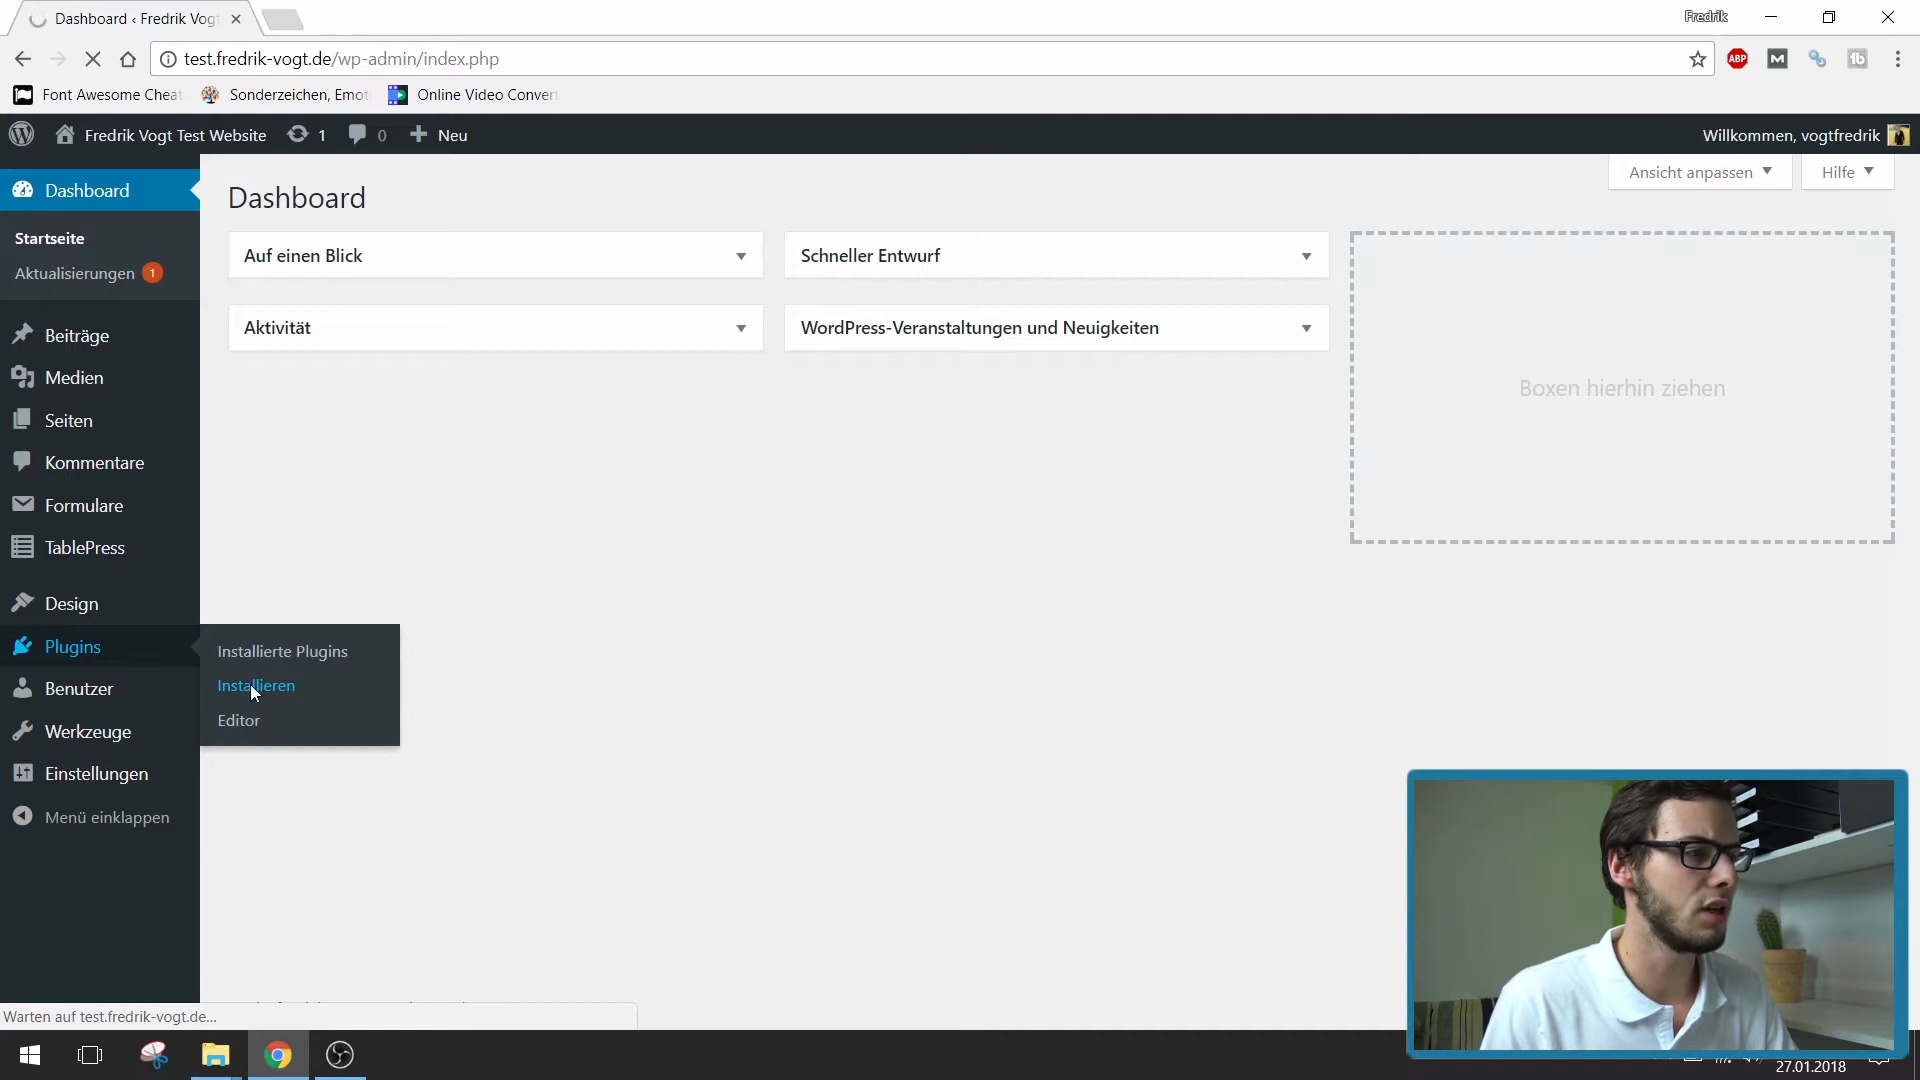 Dashboard ‹ Fredrik Vogt
Fredrik
test.fredrik-vogt.de/wp-admin/index.php
ABP
M
tb
Font Awesome Cheat
Sonderzeichen, Emot
Online Video Convert
Fredrik Vogt Test Website
1
0
Neu
Willkommen, vogtfredrik
Dashboard
Startseite
Aktualisierungen 1
Beiträge
Medien
Seiten
Kommentare
Formulare
TablePress
Design
Plugins
Benutzer
Werkzeuge
Einstellungen
Menü einklappen
Installierte Plugins
Installieren
Editor
Ansicht anpassen
Hilfe
Dashboard
Auf einen Blick
Schneller Entwurf
Aktivität
WordPress-Veranstaltungen und Neuigkeiten
Boxen hierhin ziehen
Warten auf test.fredrik-vogt.de...
27.01.2018